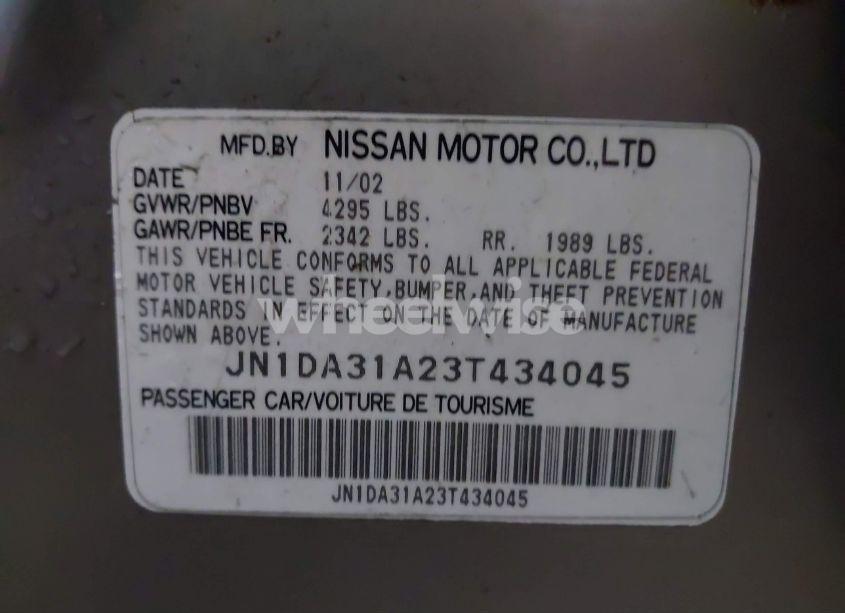 MFD.BY NISSAN MOTOR CO.,LTD
DATE 11/02
GVWR/PNBV 4295 LBS.
GAWR/PNBE FR. 2342 LBS. RR. 1989 LBS.
THIS VEHICLE CONFORMS TO ALL APPLICABLE FEDERAL
MOTOR VEHICLE SAFETY,BUMPER,AND THEFT PREVENTION
STANDARDS IN EFFECT ON THE DATE OF MANUFACTURE
SHOWN ABOVE.
wheelwise
JN1DA31A23T434045
PASSENGER CAR/VOITURE DE TOURISME
JN1DA31A23T434045